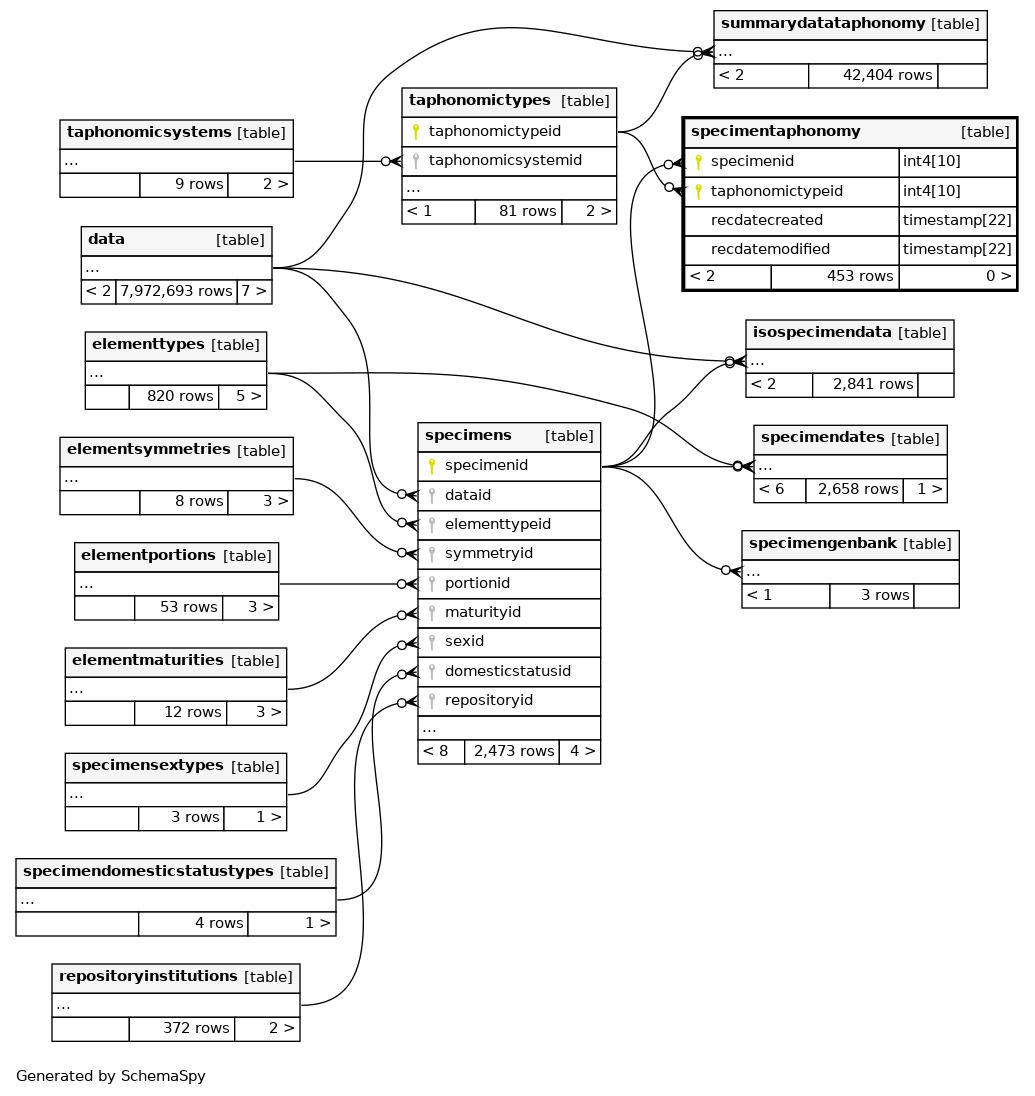 summarydatataphonomy [table]
...
< 2 42,404 rows
taphonomictypes [table]
taphonomictypeid
taphonomicsystemid
...
< 1 81 rows 2 >
specimentaphonomy [table]
specimenid int4[10]
taphonomictypeid int4[10]
recdatecreated timestamp[22]
recdatemodified timestamp[22]
< 2 453 rows 0 >
taphonomicsystems [table]
...
9 rows 2 >
data [table]
...
< 2 7,972,693 rows 7 >
elementtypes [table]
...
820 rows 5 >
isospecimendata [table]
...
< 2 2,841 rows
specimens [table]
specimenid
dataid
elementtypeid
symmetryid
portionid
maturityid
sexid
domesticstatusid
repositoryid
...
< 8 2,473 rows 4 >
specimendates [table]
...
< 6 2,658 rows 1 >
elementsymmetries [table]
...
8 rows 3 >
specimengenbank [table]
...
< 1 3 rows
elementportions [table]
...
53 rows 3 >
elementmaturities [table]
...
12 rows 3 >
specimensextypes [table]
...
3 rows 1 >
specimendomesticstatustypes [table]
...
4 rows 1 >
repositoryinstitutions [table]
...
372 rows 2 >
Generated by SchemaSpy